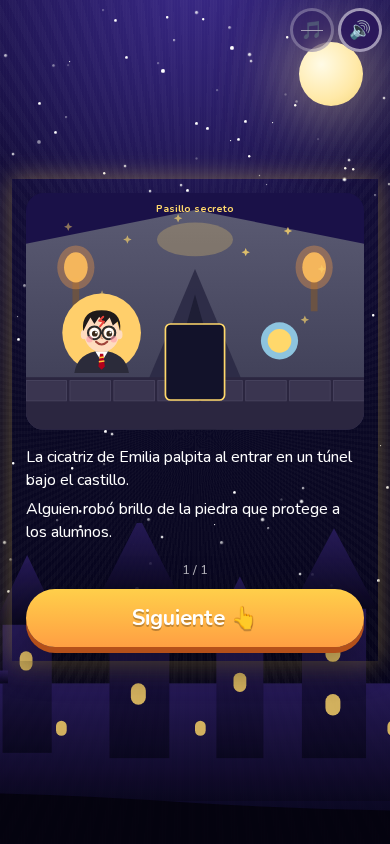 Pasillo secreto
La cicatriz de Emilia palpita al entrar en un túnel
bajo el castillo.
Alguien robó brillo de la piedra que protege a
los alumnos.
1 / 1
Siguiente 👆